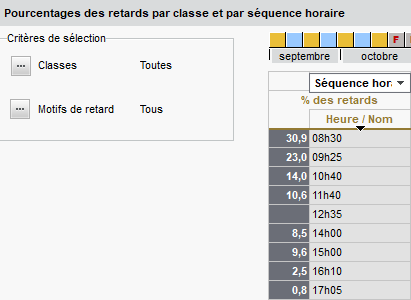 Pourcentages des retards par classe et par séquence horaire
Critères de sélection
... Classes Toutes
... Motifs de retard Tous
F
septembre octobre
Séquence hor
% des retards
Heure / Nom
30,9 08h30
23,0 09h25
14,0 10h40
10,6 11h40
12h35
8,5 14h00
9,6 15h00
2,5 16h10
0,8 17h05